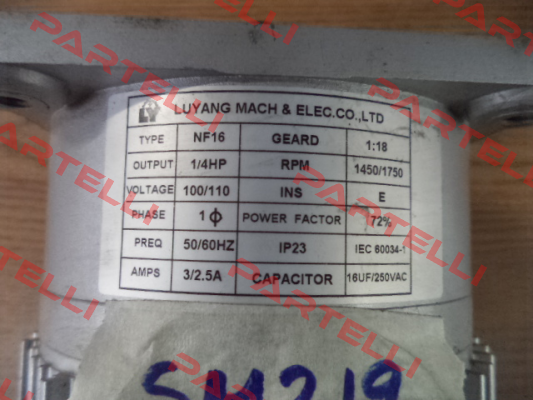 LUYANG MACH & ELEC.CO.,LTD
TYPE NF16 GEARD 1:18
OUTPUT 1/4HP RPM 1450/1750
VOLTAGE 100/110 INS E
PHASE 1ϕ POWER FACTOR 72%
PREQ 50/60HZ IP23 IEC 60034-1
AMPS 3/2.5A CAPACITOR 16UF/250VAC
PARTELLI
PARTELLI
PARTELLI
PARTELLI
PARTELLI